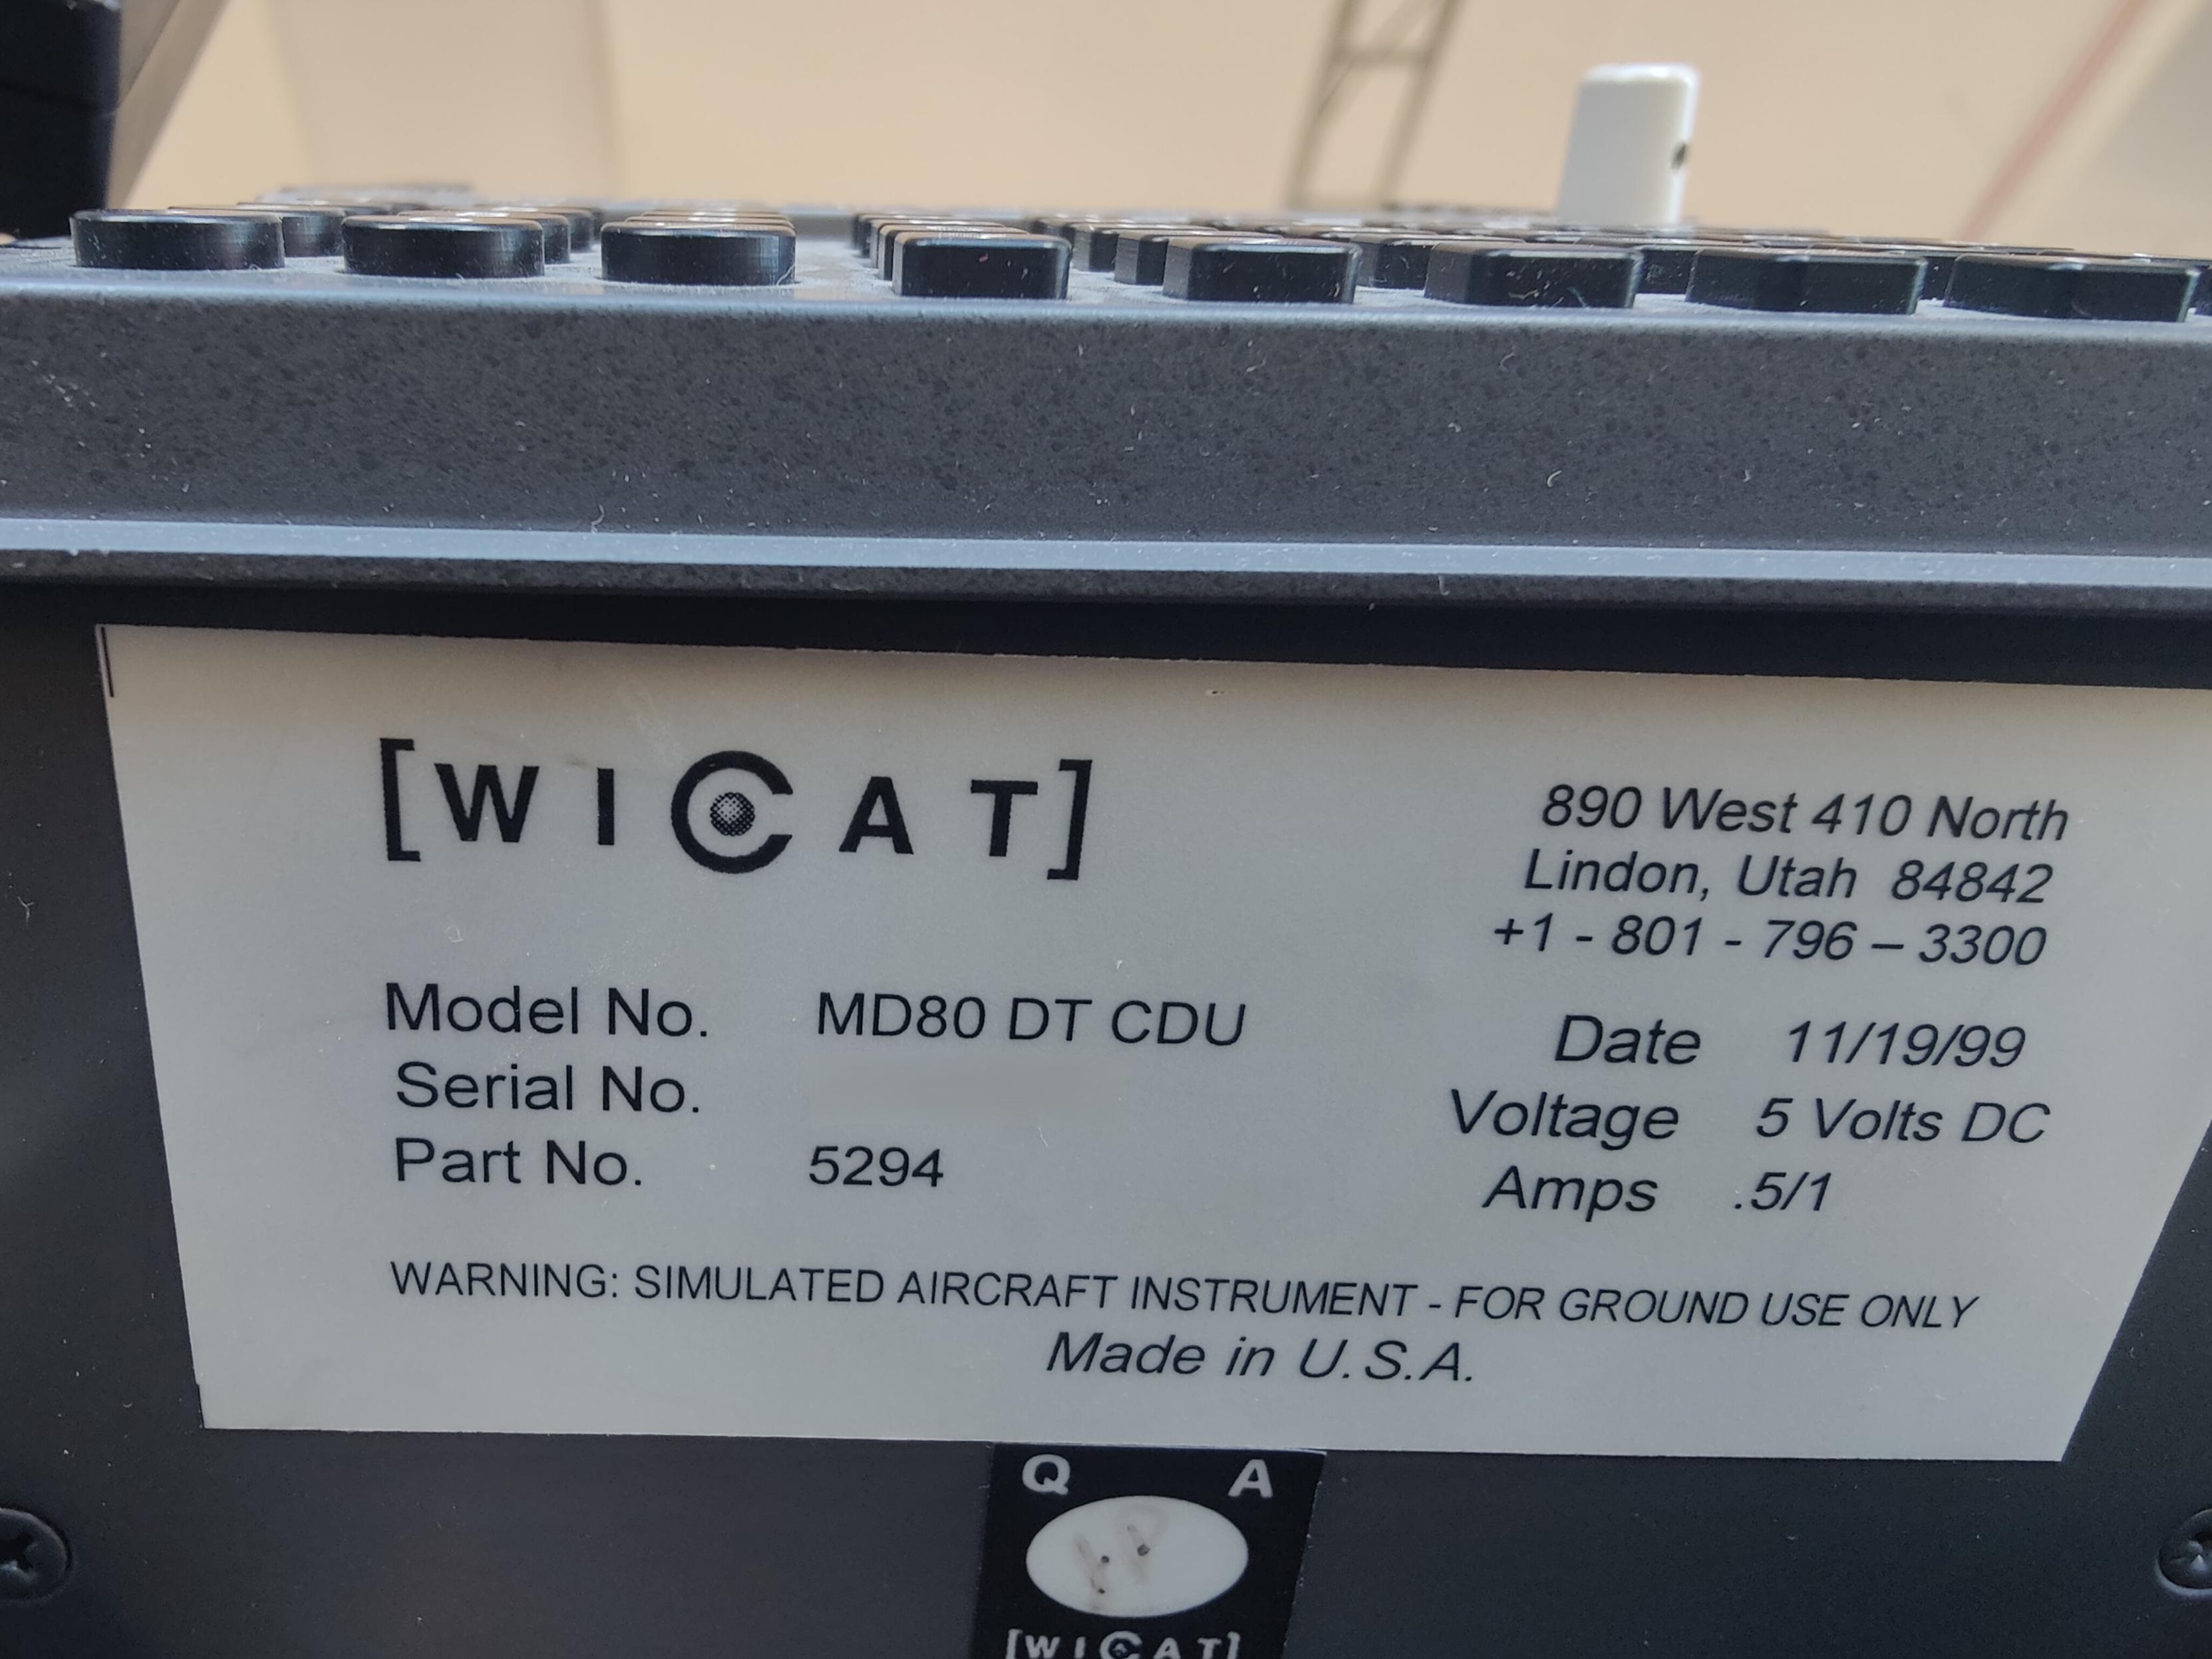 [WICAT]
890 West 410 North
Lindon, Utah 84842
+1 - 801 - 796 – 3300
Model No. MD80 DT CDU
Serial No.
Part No. 5294
Date 11/19/99
Voltage 5 Volts DC
Amps .5/1
WARNING: SIMULATED AIRCRAFT INSTRUMENT - FOR GROUND USE ONLY
Made in U.S.A.
Q A
[WICAT]